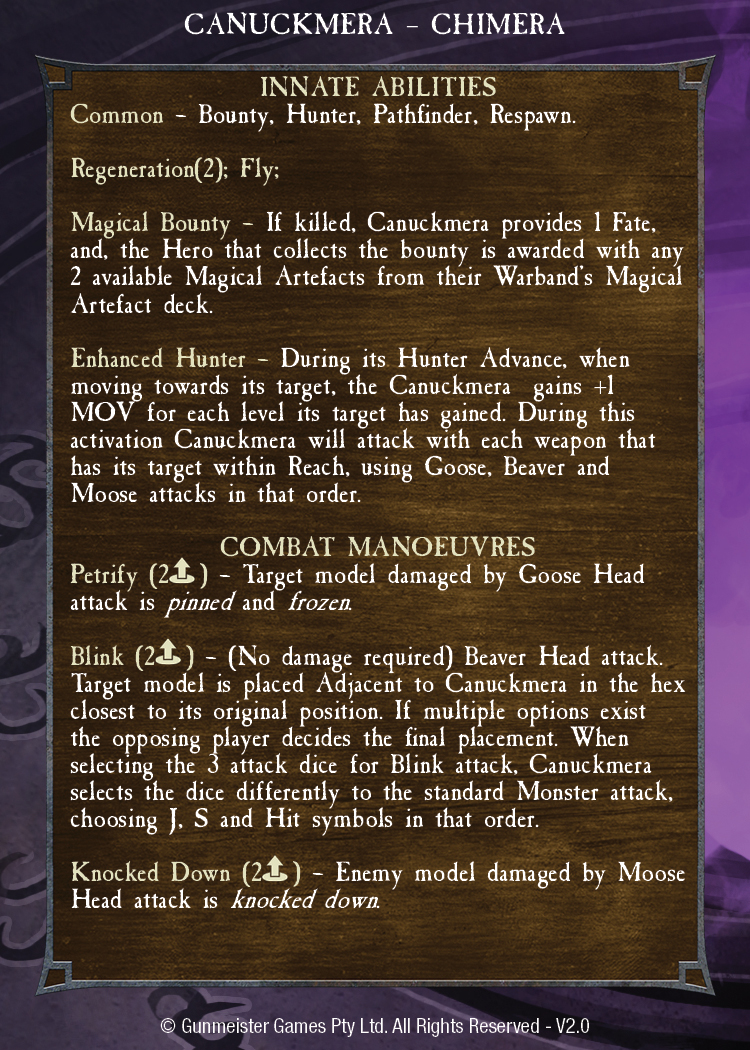 CANUCKMERA – CHIMERA
INNATE ABILITIES
Common – Bounty, Hunter, Pathfinder, Respawn.
Regeneration(2); Fly;
Magical Bounty – If killed, Canuckmera provides 1 Fate,
and, the Hero that collects the bounty is awarded with any
2 available Magical Artefacts from their Warband's Magical
Artefact deck.
Enhanced Hunter – During its Hunter Advance, when
moving towards its target, the Canuckmera gains +1
MOV for each level its target has gained. During this
activation Canuckmera will attack with each weapon that
has its target within Reach, using Goose, Beaver and
Moose attacks in that order.
COMBAT MANOEUVRES
Petrify (2) – Target model damaged by Goose Head
attack is pinned and frozen.
Blink (2) – (No damage required) Beaver Head attack.
Target model is placed Adjacent to Canuckmera in the hex
closest to its original position. If multiple options exist
the opposing player decides the final placement. When
selecting the 3 attack dice for Blink attack, Canuckmera
selects the dice differently to the standard Monster attack,
choosing J, S and Hit symbols in that order.
Knocked Down (2) – Enemy model damaged by Moose
Head attack is knocked down.
© Gunmeister Games Pty Ltd. All Rights Reserved - V2.0